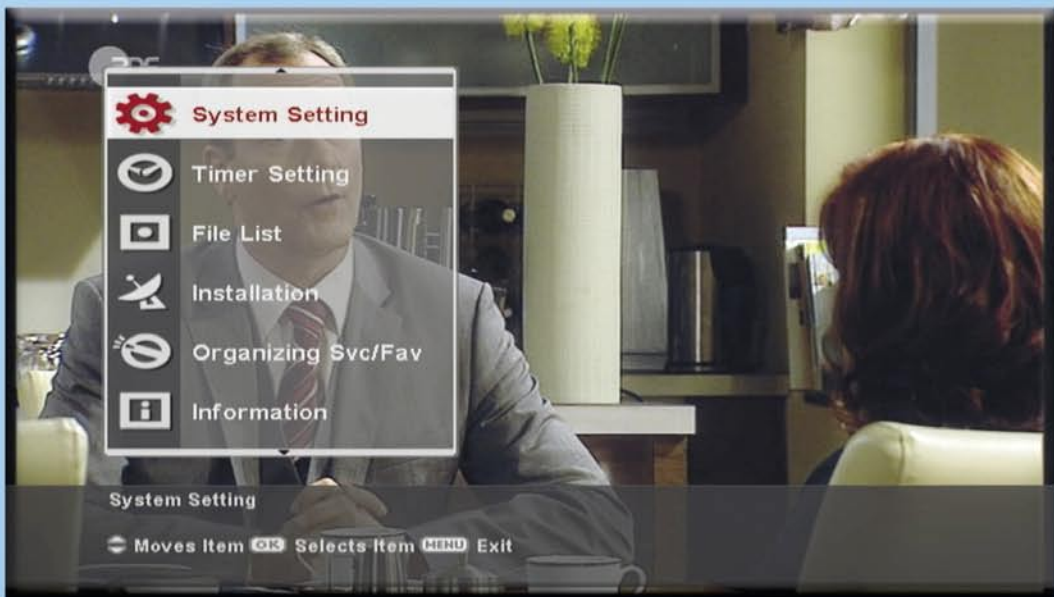 System Setting
Timer Setting
File List
Installation
Organizing Svc/Fav
Information
System Setting
Moves Item OK Selects Item MENU Exit